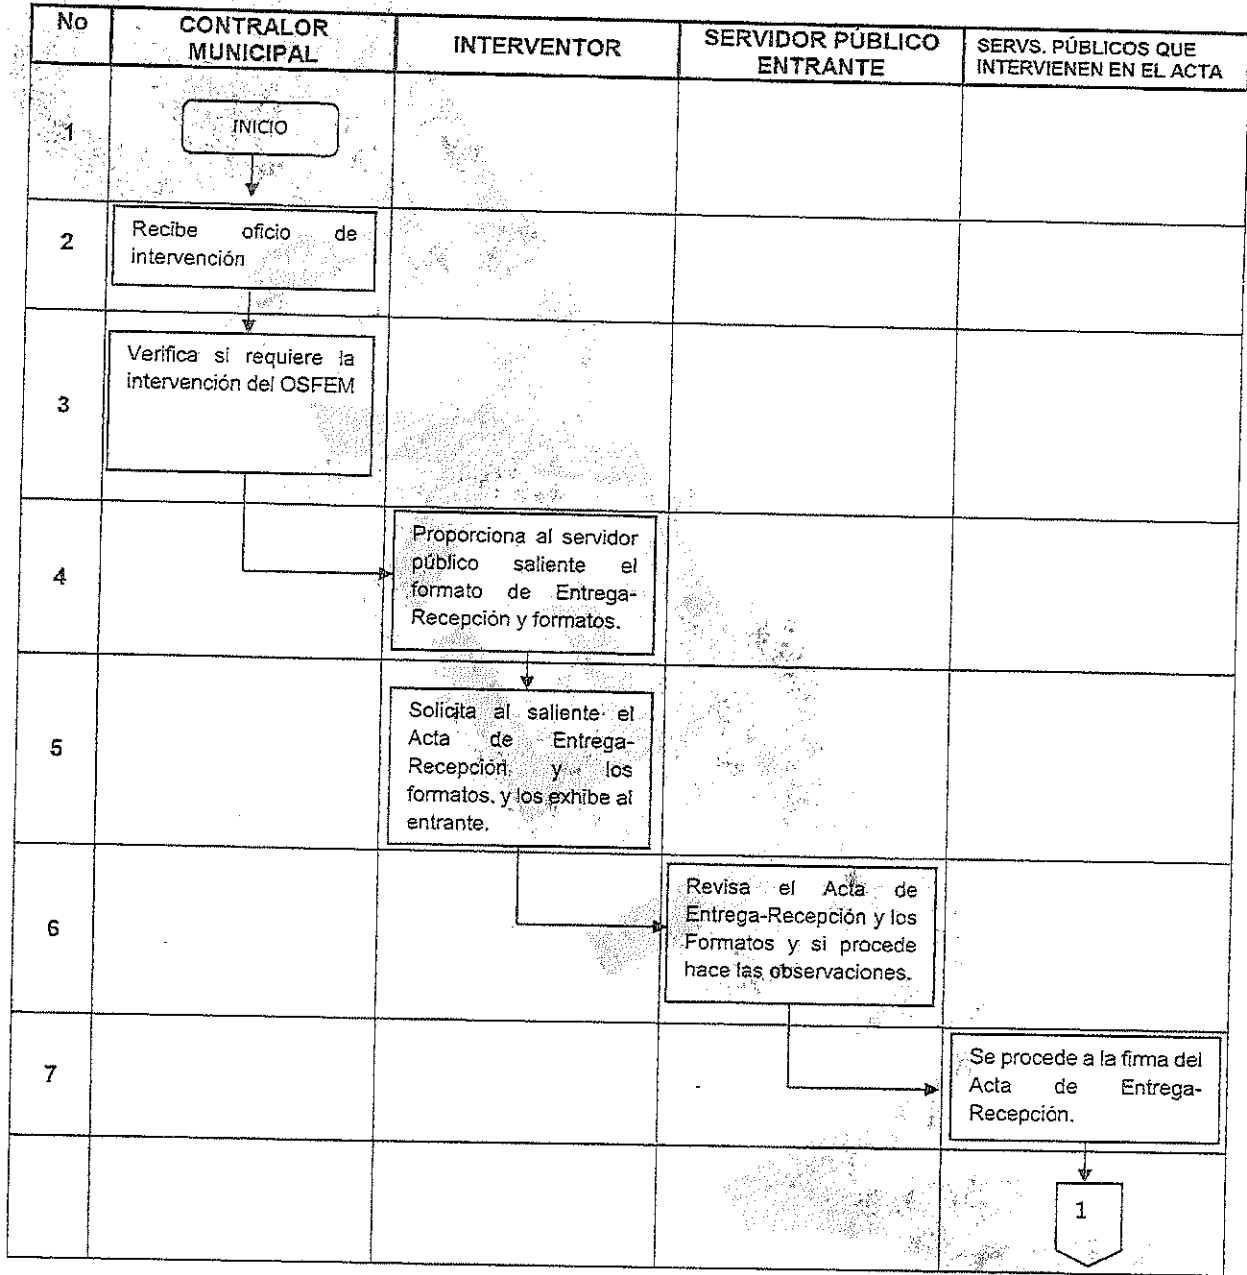 No
CONTRALOR
MUNICIPAL
INTERVENTOR
SERVIDOR PÚBLICO
ENTRANTE
SERVS. PÚBLICOS QUE
INTERVIENEN EN EL ACTA
1
INICIO
2
Recibe oficio de
intervención
3
Verifica si requiere la
intervención del OSFEM
4
Proporciona al servidor
público saliente el
formato de Entrega-
Recepción y formatos.
5
Solicita al saliente el
Acta de Entrega-
Recepción y los
formatos, y los exhibe al
entrante.
6
Revisa el Acta de
Entrega-Recepción y los
Formatos y si procede
hace las observaciones.
7
Se procede a la firma del
Acta de Entrega-
Recepción.
1